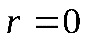 r = 0